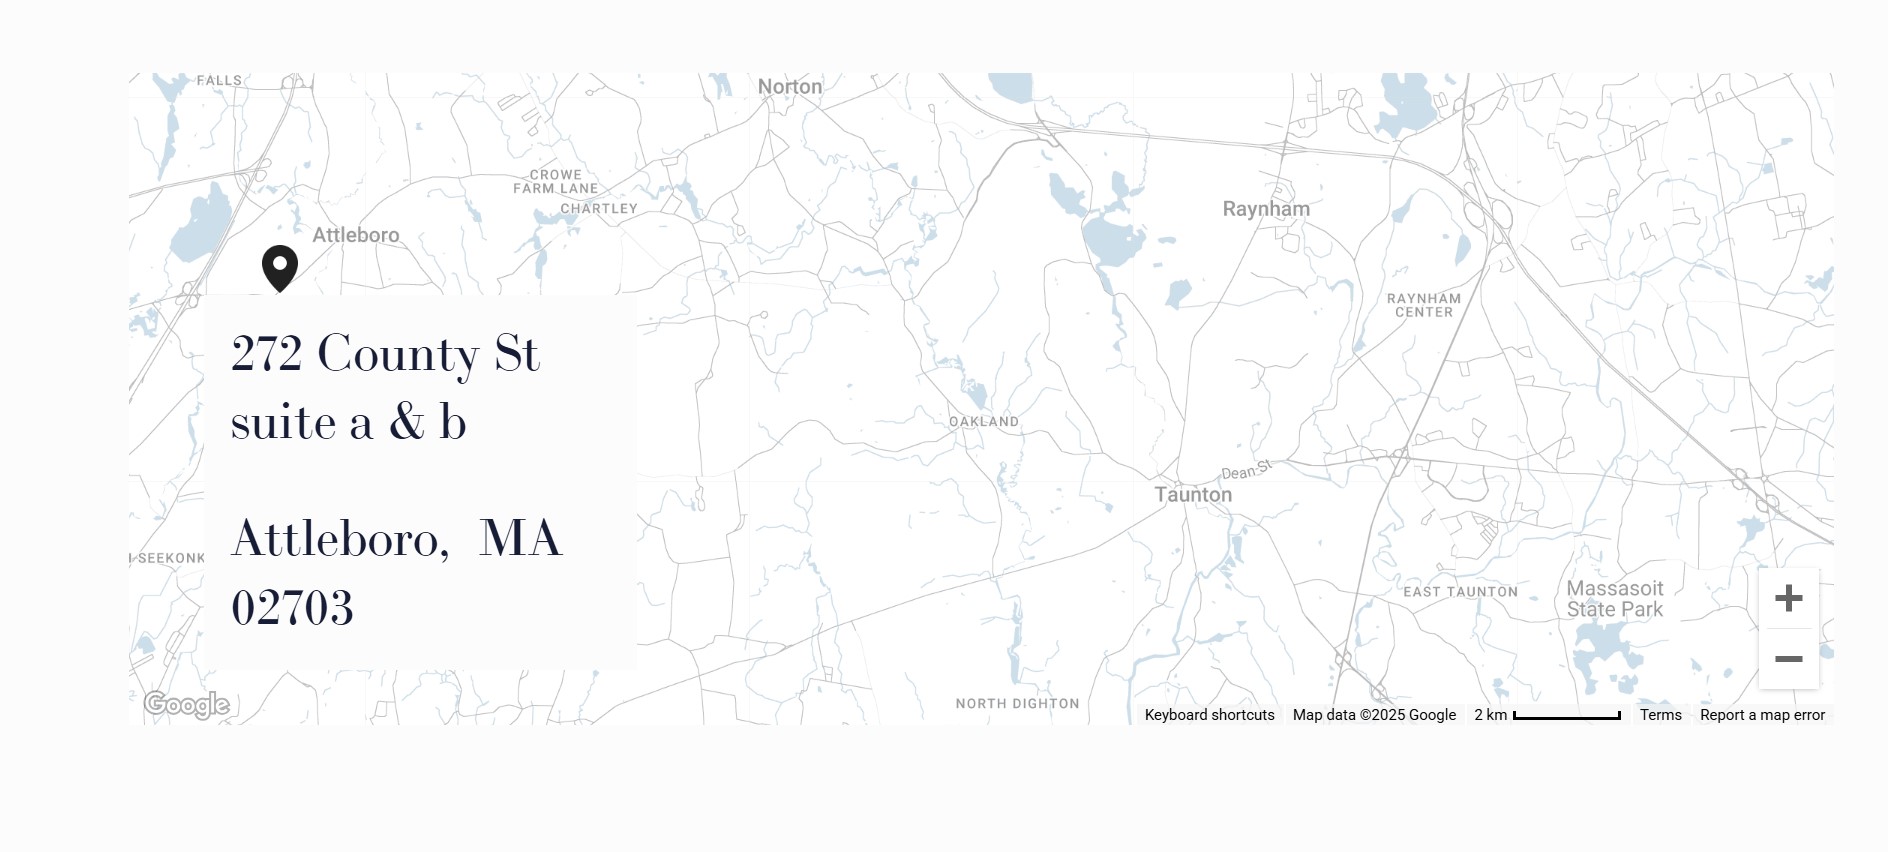 FALLS
Norton
CROWE
FARM LANE
CHARTLEY
Attleboro
Raynham
RAYNHAM
CENTER
272 County St
suite a & b
Attleboro, MA
02703
OAKLAND
Dean St
Taunton
SEEKONK
EAST TAUNTON
Massasoit
State Park
NORTH DIGHTON
Google
Keyboard shortcuts
Map data ©2025 Google
2 km
Terms
Report a map error